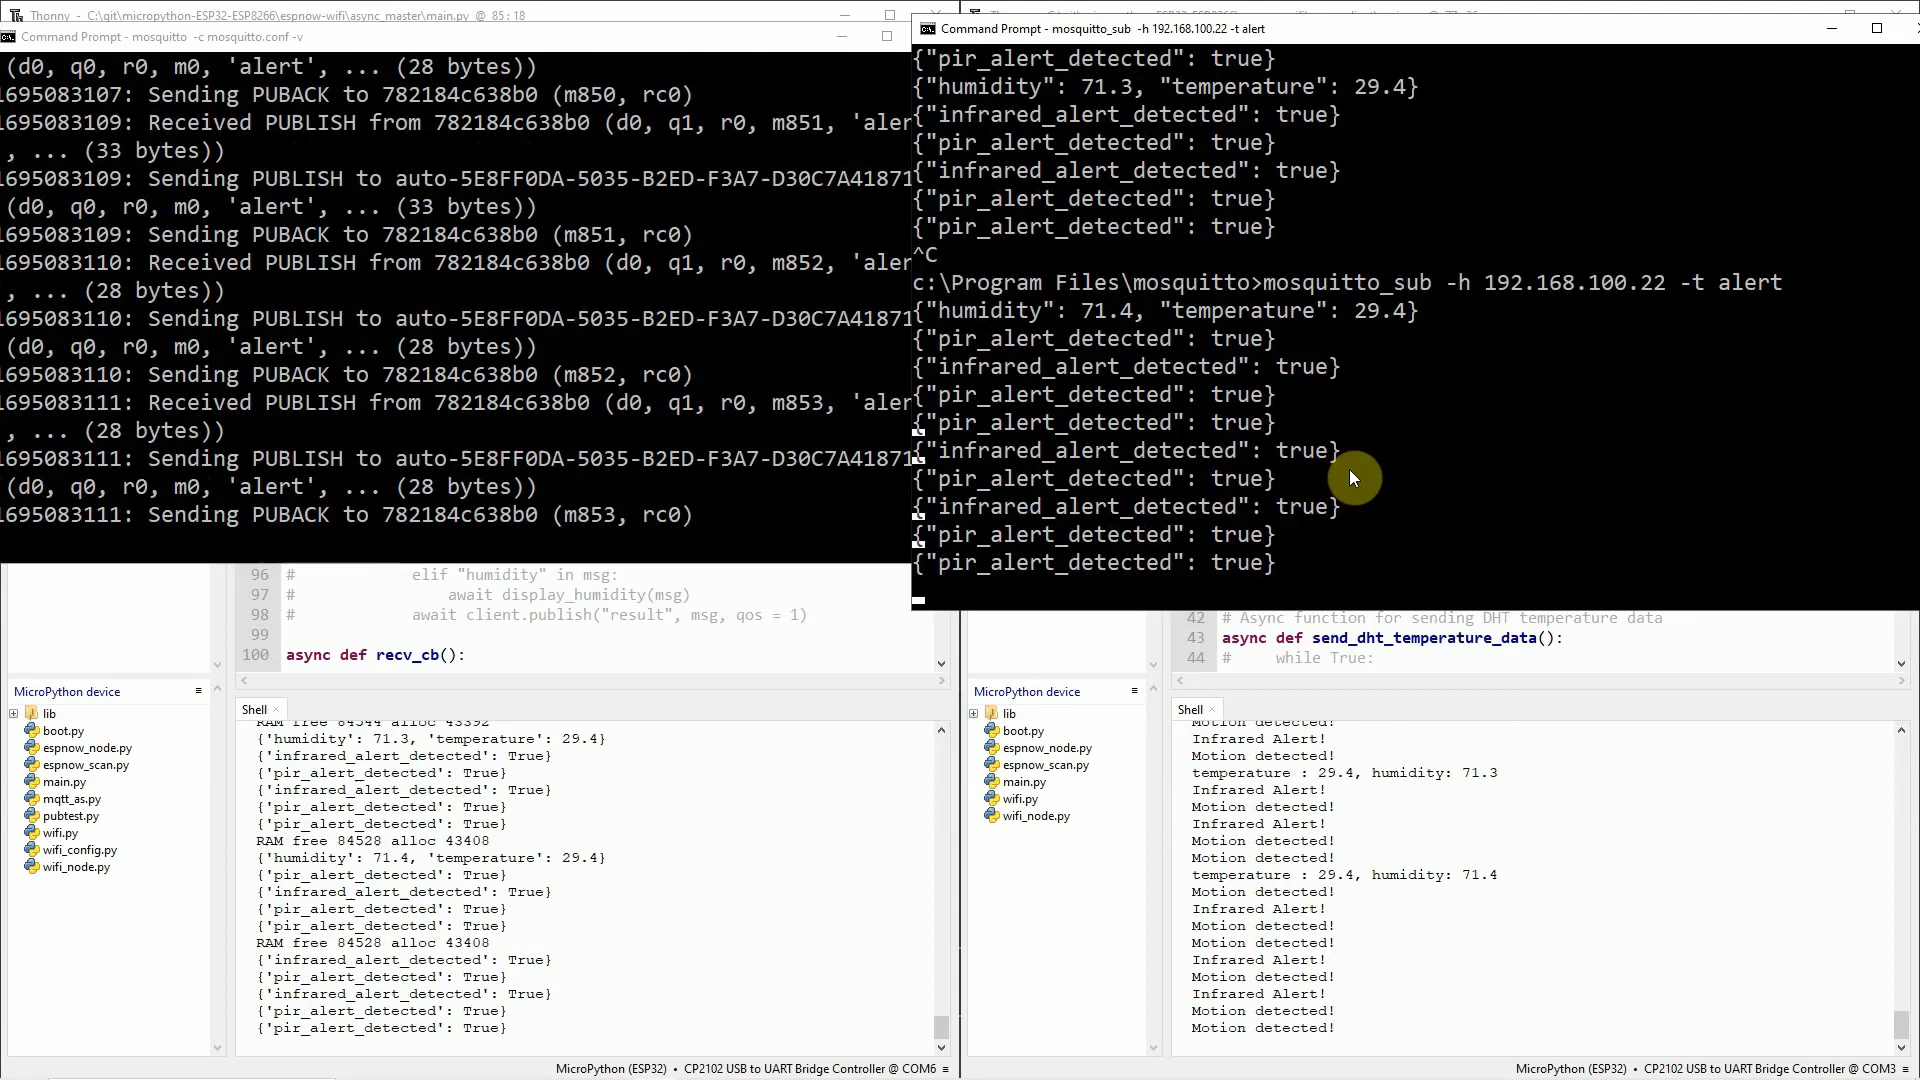 Thonny - C:\git\micropython-ESP32-ESP8266\espnow-wifi\async_master\main.py @ 85:18
Command Prompt - mosquitto -c mosquitto.conf -v
(d0, q0, r0, m0, 'alert', ... (28 bytes))
1695083107: Sending PUBACK to 782184c638b0 (m850, rc0)
1695083109: Received PUBLISH from 782184c638b0 (d0, q1, r0, m851, 'aler
, ... (33 bytes))
1695083109: Sending PUBLISH to auto-5E8FF0DA-5035-B2ED-F3A7-D30C7A41871
(d0, q0, r0, m0, 'alert', ... (33 bytes))
1695083109: Sending PUBACK to 782184c638b0 (m851, rc0)
1695083110: Received PUBLISH from 782184c638b0 (d0, q1, r0, m852, 'aler
, ... (28 bytes))
1695083110: Sending PUBLISH to auto-5E8FF0DA-5035-B2ED-F3A7-D30C7A41871
(d0, q0, r0, m0, 'alert', ... (28 bytes))
1695083110: Sending PUBACK to 782184c638b0 (m852, rc0)
1695083111: Received PUBLISH from 782184c638b0 (d0, q1, r0, m853, 'aler
, ... (28 bytes))
1695083111: Sending PUBLISH to auto-5E8FF0DA-5035-B2ED-F3A7-D30C7A41871
(d0, q0, r0, m0, 'alert', ... (28 bytes))
1695083111: Sending PUBACK to 782184c638b0 (m853, rc0)
Command Prompt - mosquitto_sub -h 192.168.100.22 -t alert
{"pir_alert_detected": true}
{"humidity": 71.3, "temperature": 29.4}
{"infrared_alert_detected": true}
{"pir_alert_detected": true}
{"infrared_alert_detected": true}
{"pir_alert_detected": true}
{"pir_alert_detected": true}
^C
c:\Program Files\mosquitto>mosquitto_sub -h 192.168.100.22 -t alert
{"humidity": 71.4, "temperature": 29.4}
{"pir_alert_detected": true}
{"infrared_alert_detected": true}
{"pir_alert_detected": true}
{"pir_alert_detected": true}
{"infrared_alert_detected": true}
{"pir_alert_detected": true}
{"infrared_alert_detected": true}
{"pir_alert_detected": true}
{"pir_alert_detected": true}
96 # elif "humidity" in msg:
97 # await display_humidity(msg)
98 # await client.publish("result", msg, qos = 1)
99
100 async def recv_cb():
42 # Async function for sending DHT temperature data
43 async def send_dht_temperature_data():
44 # while True:
MicroPython device
lib
boot.py
espnow_node.py
espnow_scan.py
main.py
mqtt_as.py
pubtest.py
wifi.py
wifi_config.py
wifi_node.py
Shell
RAM free 84544 alloc 43392
{'humidity': 71.3, 'temperature': 29.4}
{'infrared_alert_detected': True}
{'pir_alert_detected': True}
{'infrared_alert_detected': True}
{'pir_alert_detected': True}
{'pir_alert_detected': True}
RAM free 84528 alloc 43408
{'humidity': 71.4, 'temperature': 29.4}
{'pir_alert_detected': True}
{'infrared_alert_detected': True}
{'pir_alert_detected': True}
{'pir_alert_detected': True}
RAM free 84528 alloc 43408
{'infrared_alert_detected': True}
{'pir_alert_detected': True}
{'infrared_alert_detected': True}
{'pir_alert_detected': True}
{'pir_alert_detected': True}
MicroPython (ESP32) • CP2102 USB to UART Bridge Controller @ COM6
MicroPython device
lib
boot.py
espnow_node.py
espnow_scan.py
main.py
wifi.py
wifi_node.py
Shell
Motion detected!
Infrared Alert!
Motion detected!
temperature : 29.4, humidity: 71.3
Infrared Alert!
Motion detected!
Infrared Alert!
Motion detected!
Motion detected!
temperature : 29.4, humidity: 71.4
Motion detected!
Infrared Alert!
Motion detected!
Motion detected!
Infrared Alert!
Motion detected!
Infrared Alert!
Motion detected!
Motion detected!
MicroPython (ESP32) • CP2102 USB to UART Bridge Controller @ COM3